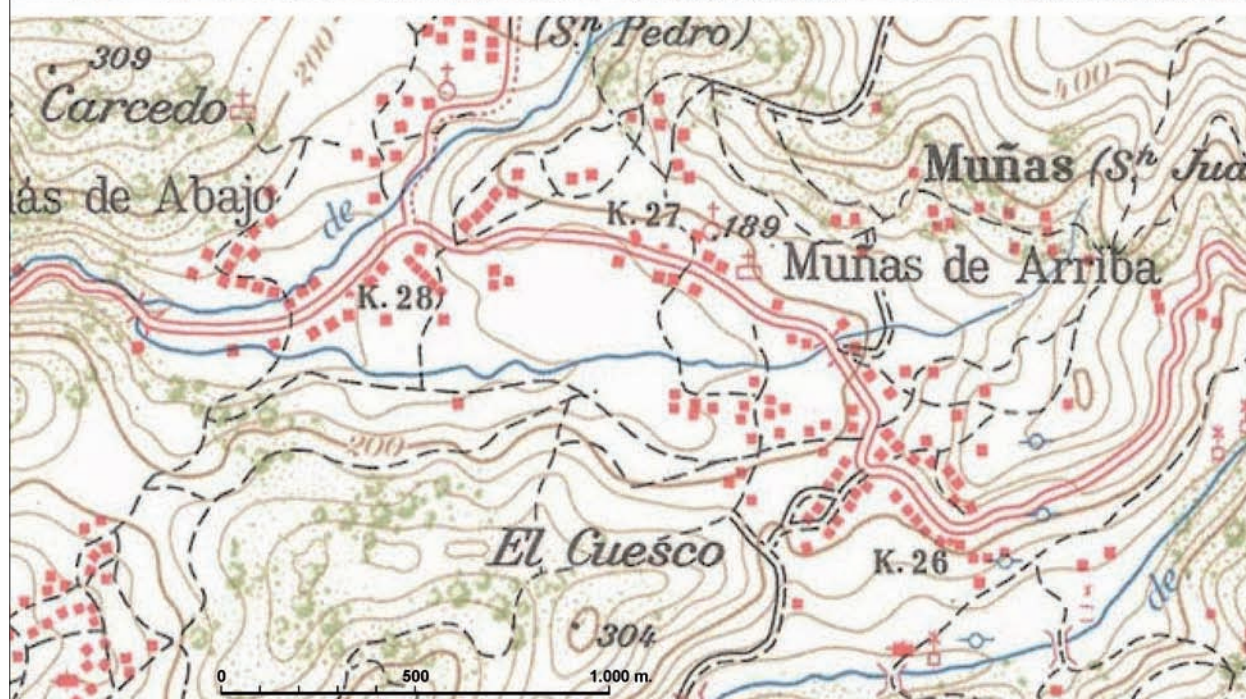 (Sⁿ Pedro)
309
200
Carcedo
400
Muñas (Sⁿ Jua
ás de Abajo
de
K. 27
189
Muñas de Arriba
K. 28
200
El Cuesco
K. 26
de
304
0 500 1.000 m.